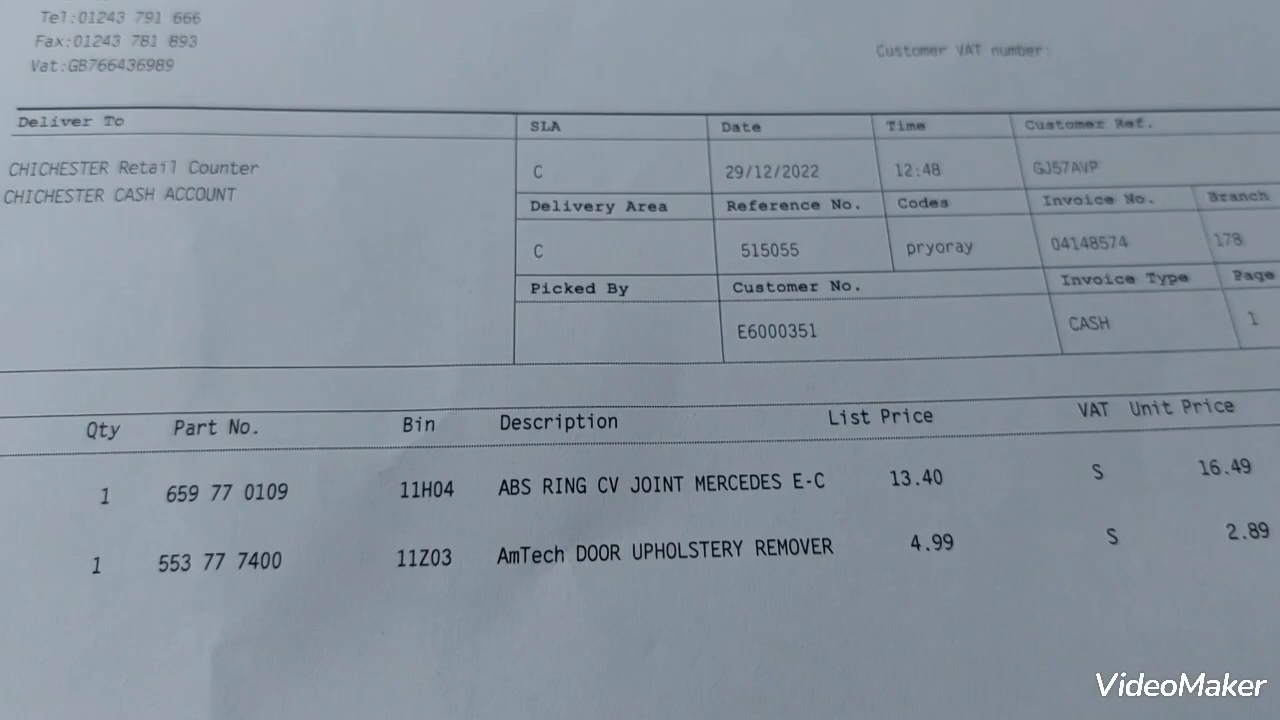 Tel:01243 791 666
Fax:01243 781 893
Vat:GB766436989
Customer VAT number:
Deliver To
CHICHESTER Retail Counter
CHICHESTER CASH ACCOUNT
SLA Date Time Customer Ref.
C 29/12/2022 12:48 GJ57AVP
Delivery Area Reference No. Codes Invoice No. Branch
C 515055 pryoray 04148574 178
Picked By Customer No. Invoice Type Page
E6000351 CASH 1
Qty Part No. Bin Description List Price VAT Unit Price
1 659 77 0109 11H04 ABS RING CV JOINT MERCEDES E-C 13.40 S 16.49
1 553 77 7400 11Z03 AmTech DOOR UPHOLSTERY REMOVER 4.99 S 2.89
VideoMaker